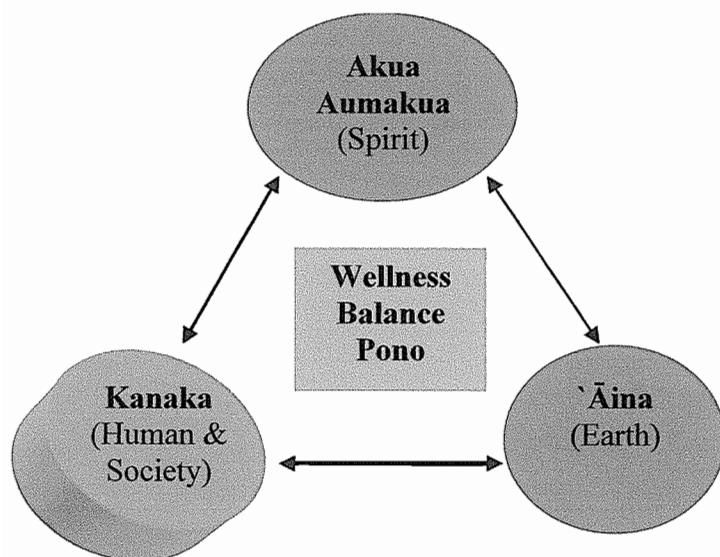 Akua
Aumakua
(Spirit)
Wellness
Balance
Pono
Kanaka
(Human &
Society)
`Āina
(Earth)